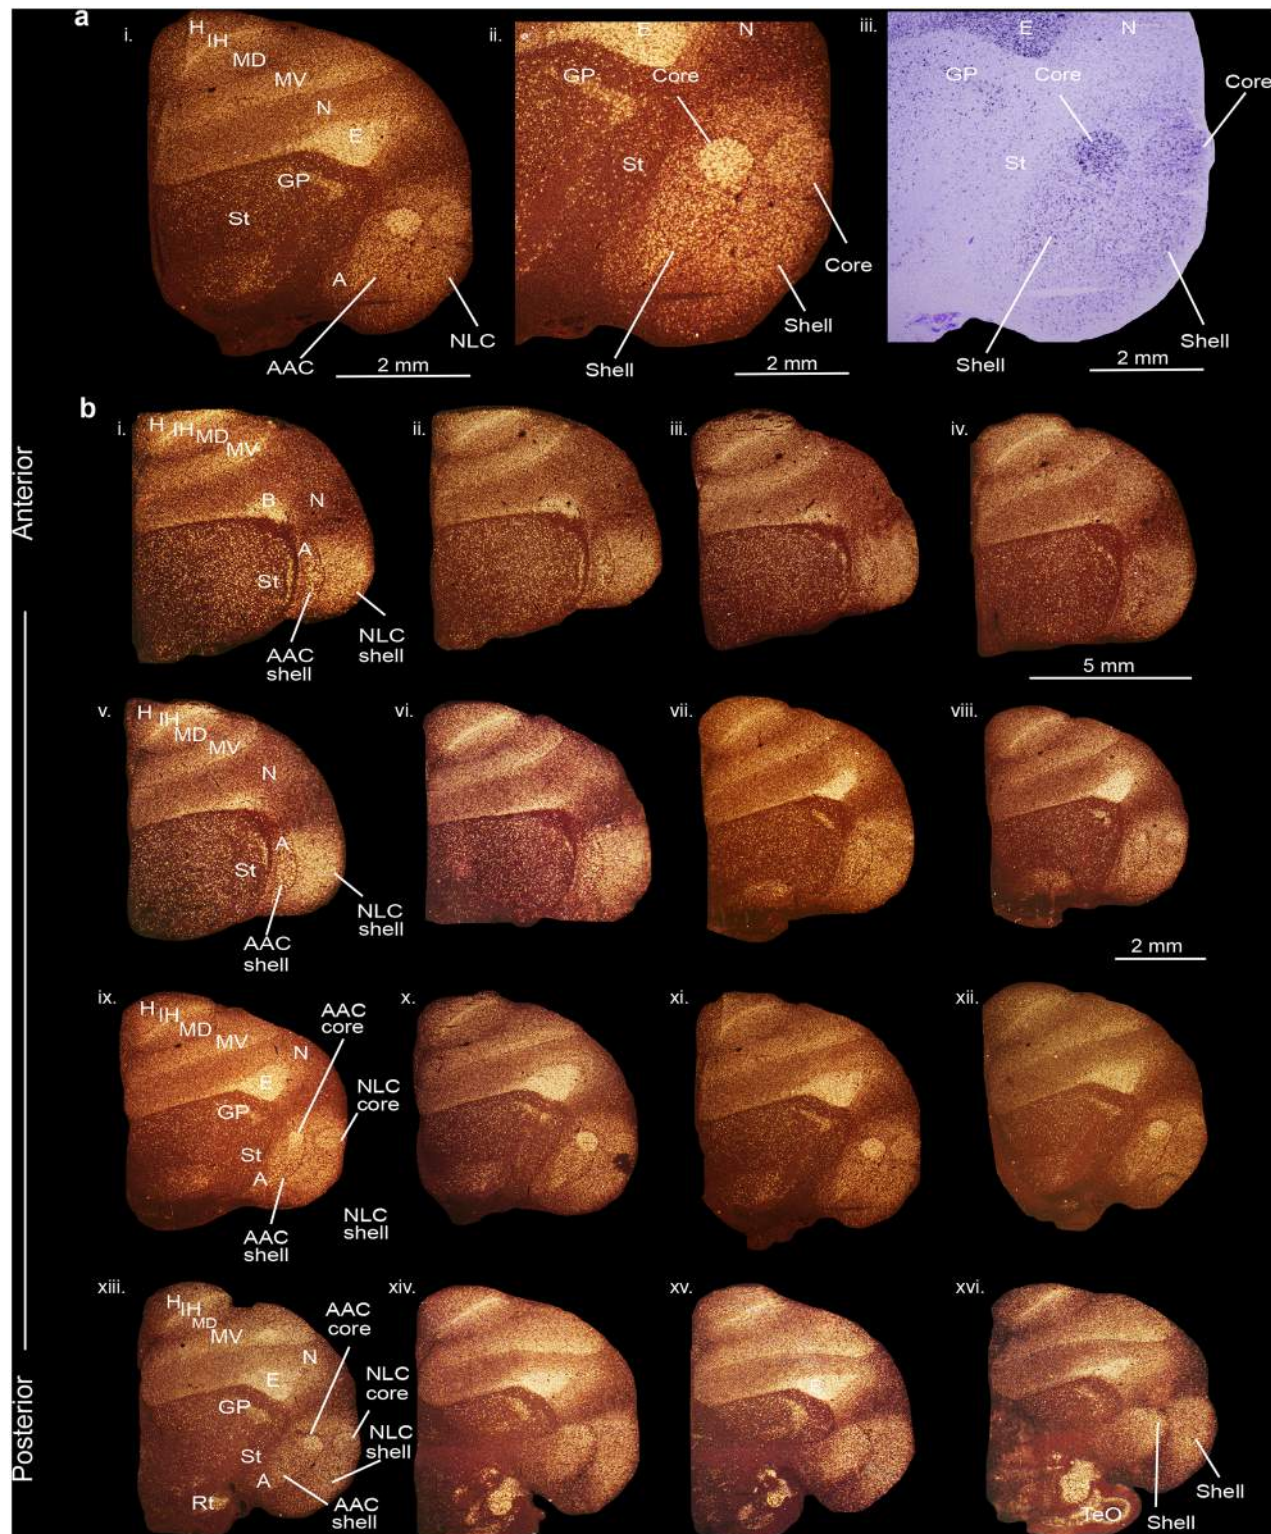 a
i.
H
IH
MD
MV
N
E
GP
St
A
AAC
NLC
2 mm
ii.
E
N
GP
Core
St
Core
Shell
Shell
2 mm
iii.
E
N
GP
Core
Core
St
Shell
Shell
2 mm
b
Anterior
Posterior
i.
H
IH
MD
MV
B
N
A
St
AAC
shell
NLC
shell
ii.
iii.
iv.
5 mm
v.
H
IH
MD
MV
N
A
St
AAC
shell
NLC
shell
vi.
vii.
viii.
2 mm
ix.
H
IH
MD
MV
N
E
GP
St
A
AAC
core
NLC
core
NLC
shell
AAC
shell
x.
xi.
xii.
xiii.
H
IH
MD
MV
N
E
GP
St
A
Rt
AAC
core
NLC
core
NLC
shell
AAC
shell
xiv.
xv.
xvi.
TeO
Shell
Shell